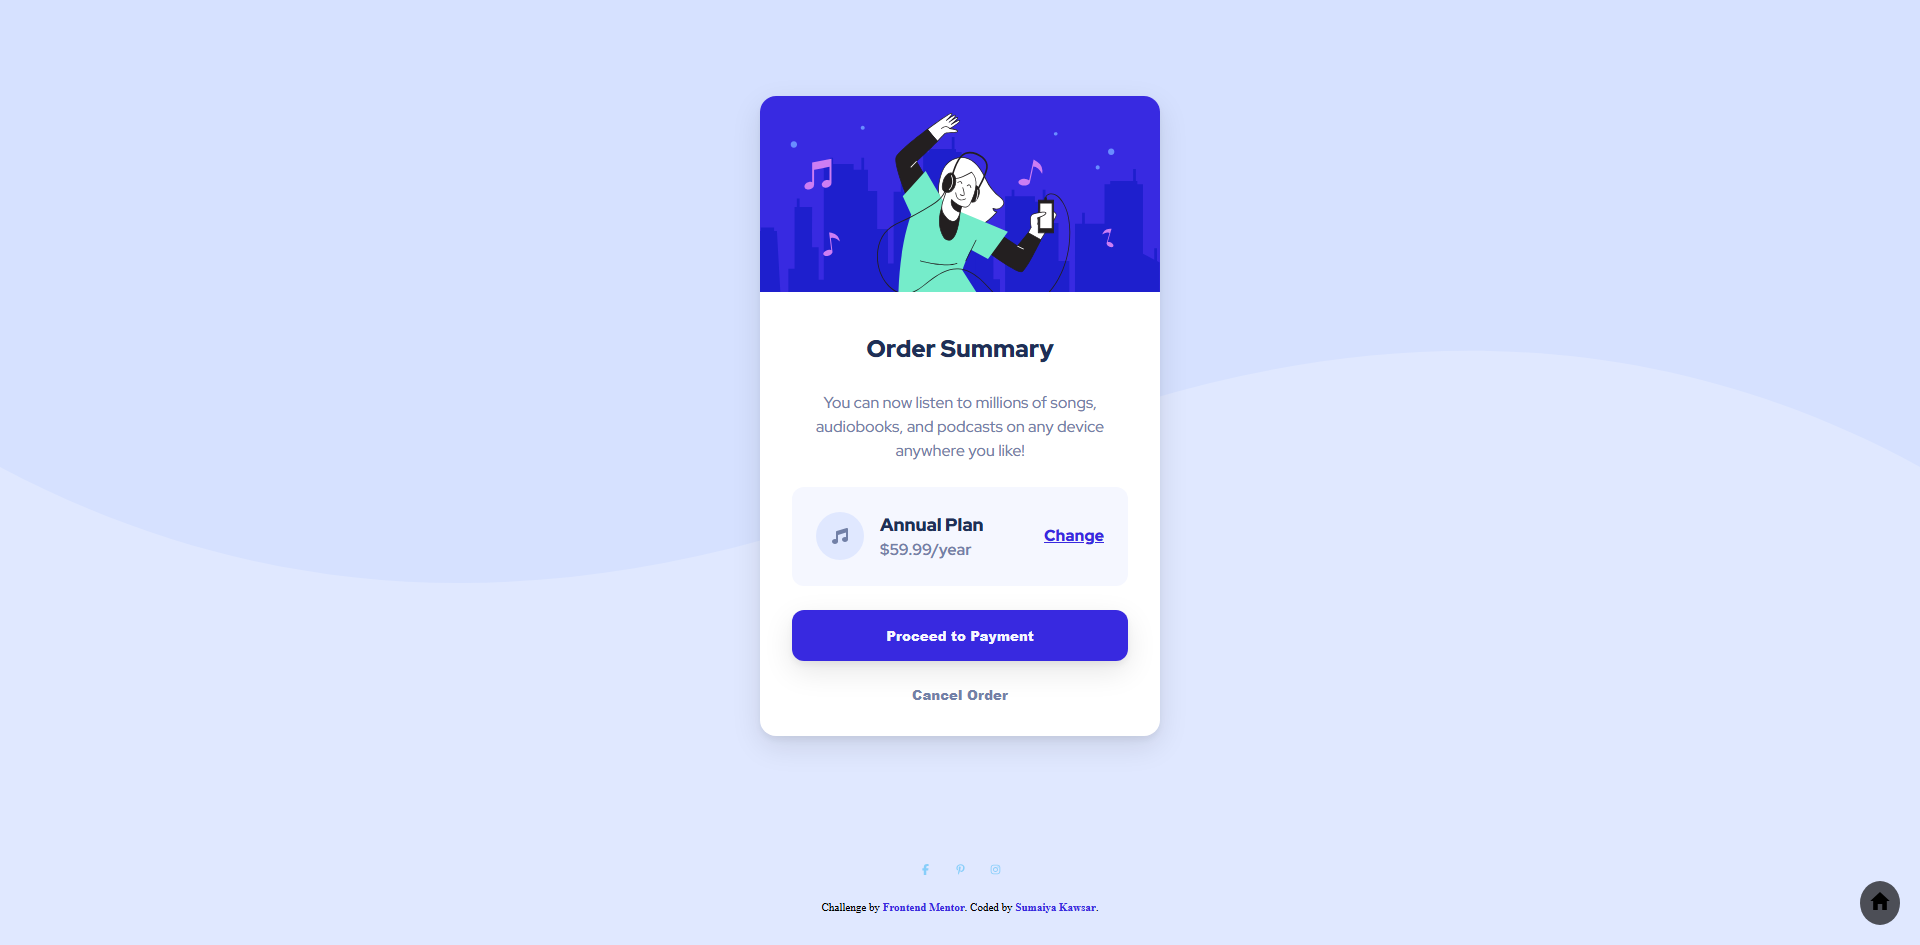 Order Summary
You can now listen to millions of songs,
audiobooks, and podcasts on any device
anywhere you like!
Annual Plan
$59.99/year
Change
Proceed to Payment
Cancel Order
Challenge by Frontend Mentor. Coded by Sumaiya Kawsar.